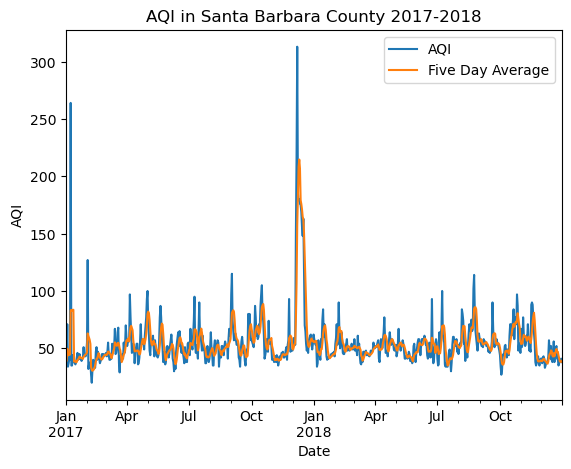 AQI in Santa Barbara County 2017-2018
AQI
Five Day Average
300
250
200
150
100
50
AQI
Jan Apr Jul Oct Jan Apr Jul Oct
2017 2018
Date